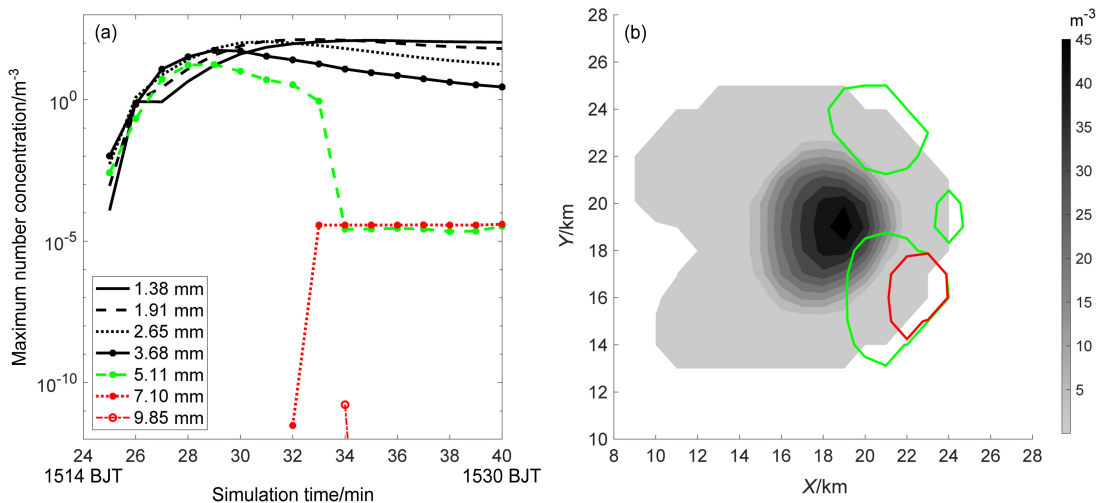 (a)
Maximum number concentration/m⁻³
10⁰
10⁻⁵
10⁻¹⁰
1.38 mm
1.91 mm
2.65 mm
3.68 mm
5.11 mm
7.10 mm
9.85 mm
24 26 28 30 32 34 36 38 40
1514 BJT 1530 BJT
Simulation time/min
(b)
Y/km
28
26
24
22
20
18
16
14
12
10
8 10 12 14 16 18 20 22 24 26 28
X/km
m⁻³
45
40
35
30
25
20
15
10
5